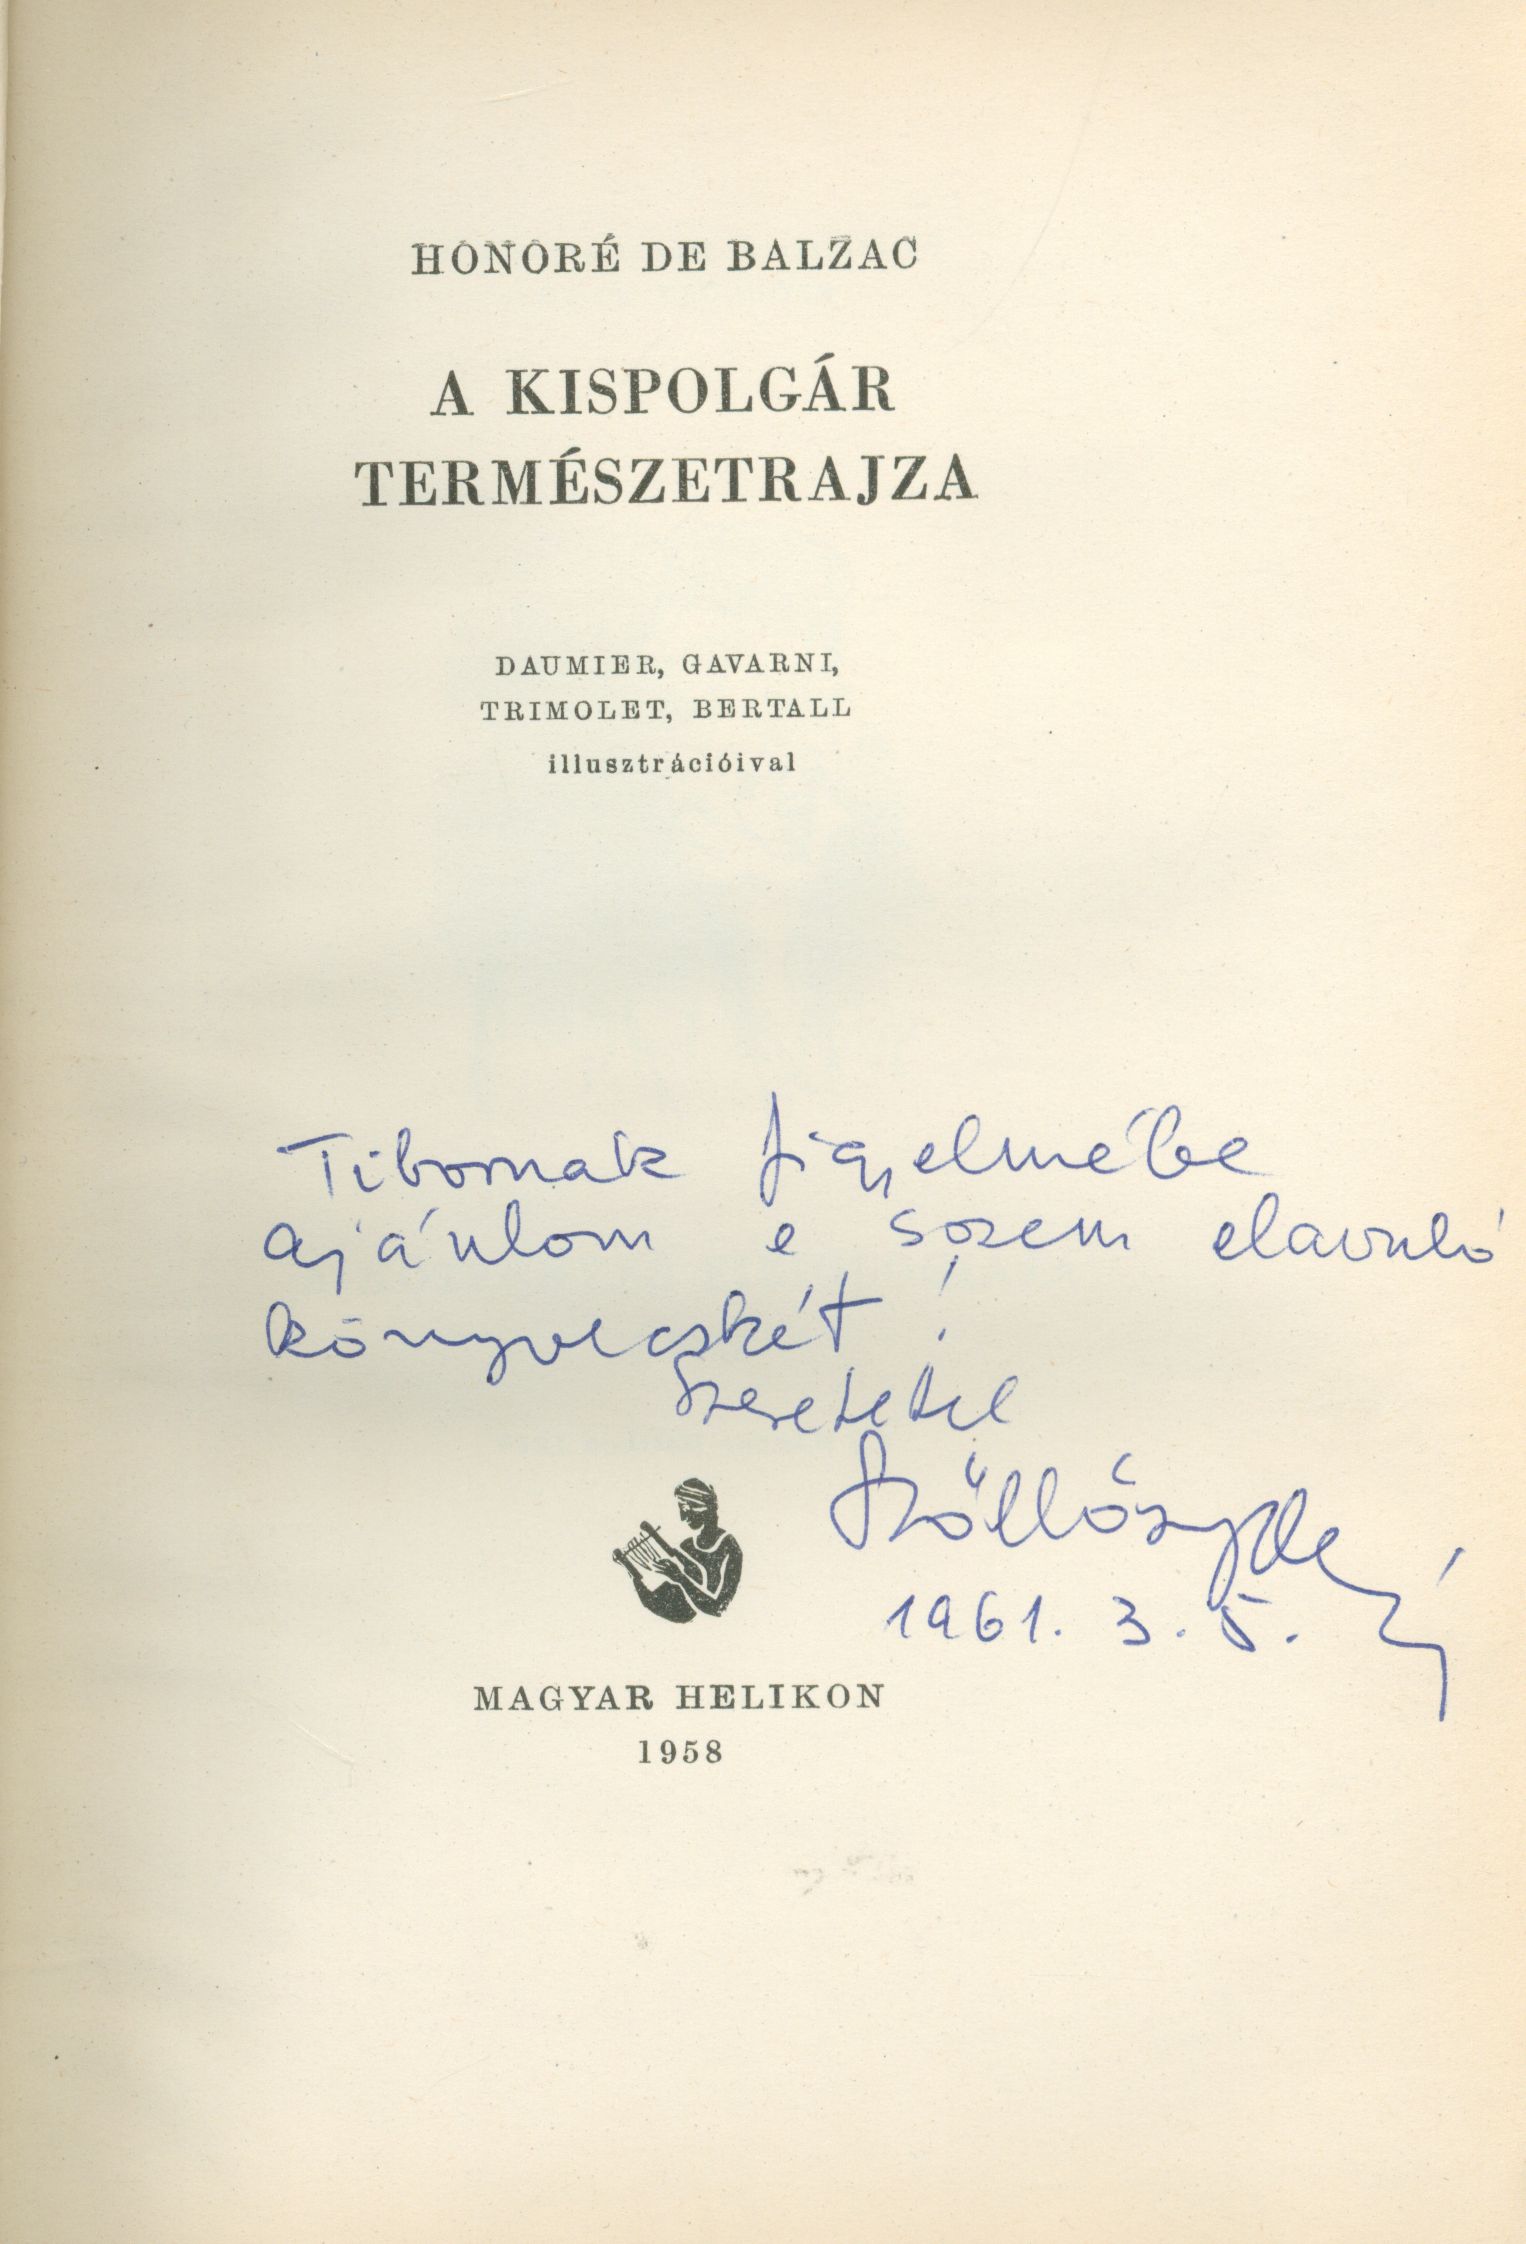 HONORÉ DE BALZAC
A KISPOLGÁR
TERMÉSZETRAJZA
DAUMIER, GAVARNI,
TRIMOLET, BERTALL
illusztrációival
Tibornak figyelmébe
ajánlom e sosem elavuló
könyvecskét!
Szeretettel
1961. 3. 5.
MAGYAR HELIKON
1958